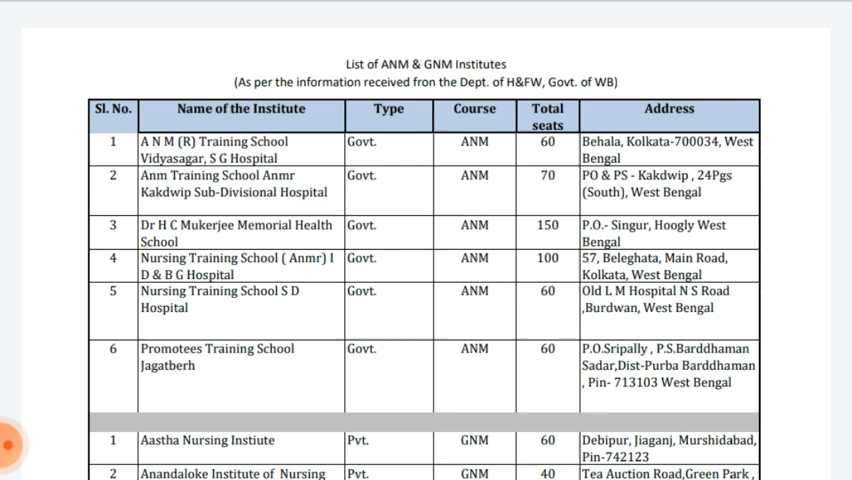 List of ANM & GNM Institutes
(As per the information received fron the Dept. of H&FW, Govt. of WB)
Sl. No. Name of the Institute Type Course Total seats Address
1 A N M (R) Training School Vidyasagar, S G Hospital Govt. ANM 60 Behala, Kolkata-700034, West Bengal
2 Anm Training School Anmr Kakdwip Sub-Divisional Hospital Govt. ANM 70 PO & PS - Kakdwip , 24Pgs (South), West Bengal
3 Dr H C Mukerjee Memorial Health School Govt. ANM 150 P.O.- Singur, Hoogly West Bengal
4 Nursing Training School ( Anmr) I D & B G Hospital Govt. ANM 100 57, Beleghata, Main Road, Kolkata, West Bengal
5 Nursing Training School S D Hospital Govt. ANM 60 Old L M Hospital N S Road ,Burdwan, West Bengal
6 Promotees Training School Jagatberh Govt. ANM 60 P.O.Sripally , P.S.Barddhaman Sadar,Dist-Purba Barddhaman , Pin- 713103 West Bengal
1 Aastha Nursing Instiute Pvt. GNM 60 Debipur, Jiaganj, Murshidabad, Pin-742123
2 Anandaloke Institute of Nursing Pvt. GNM 40 Tea Auction Road,Green Park ,